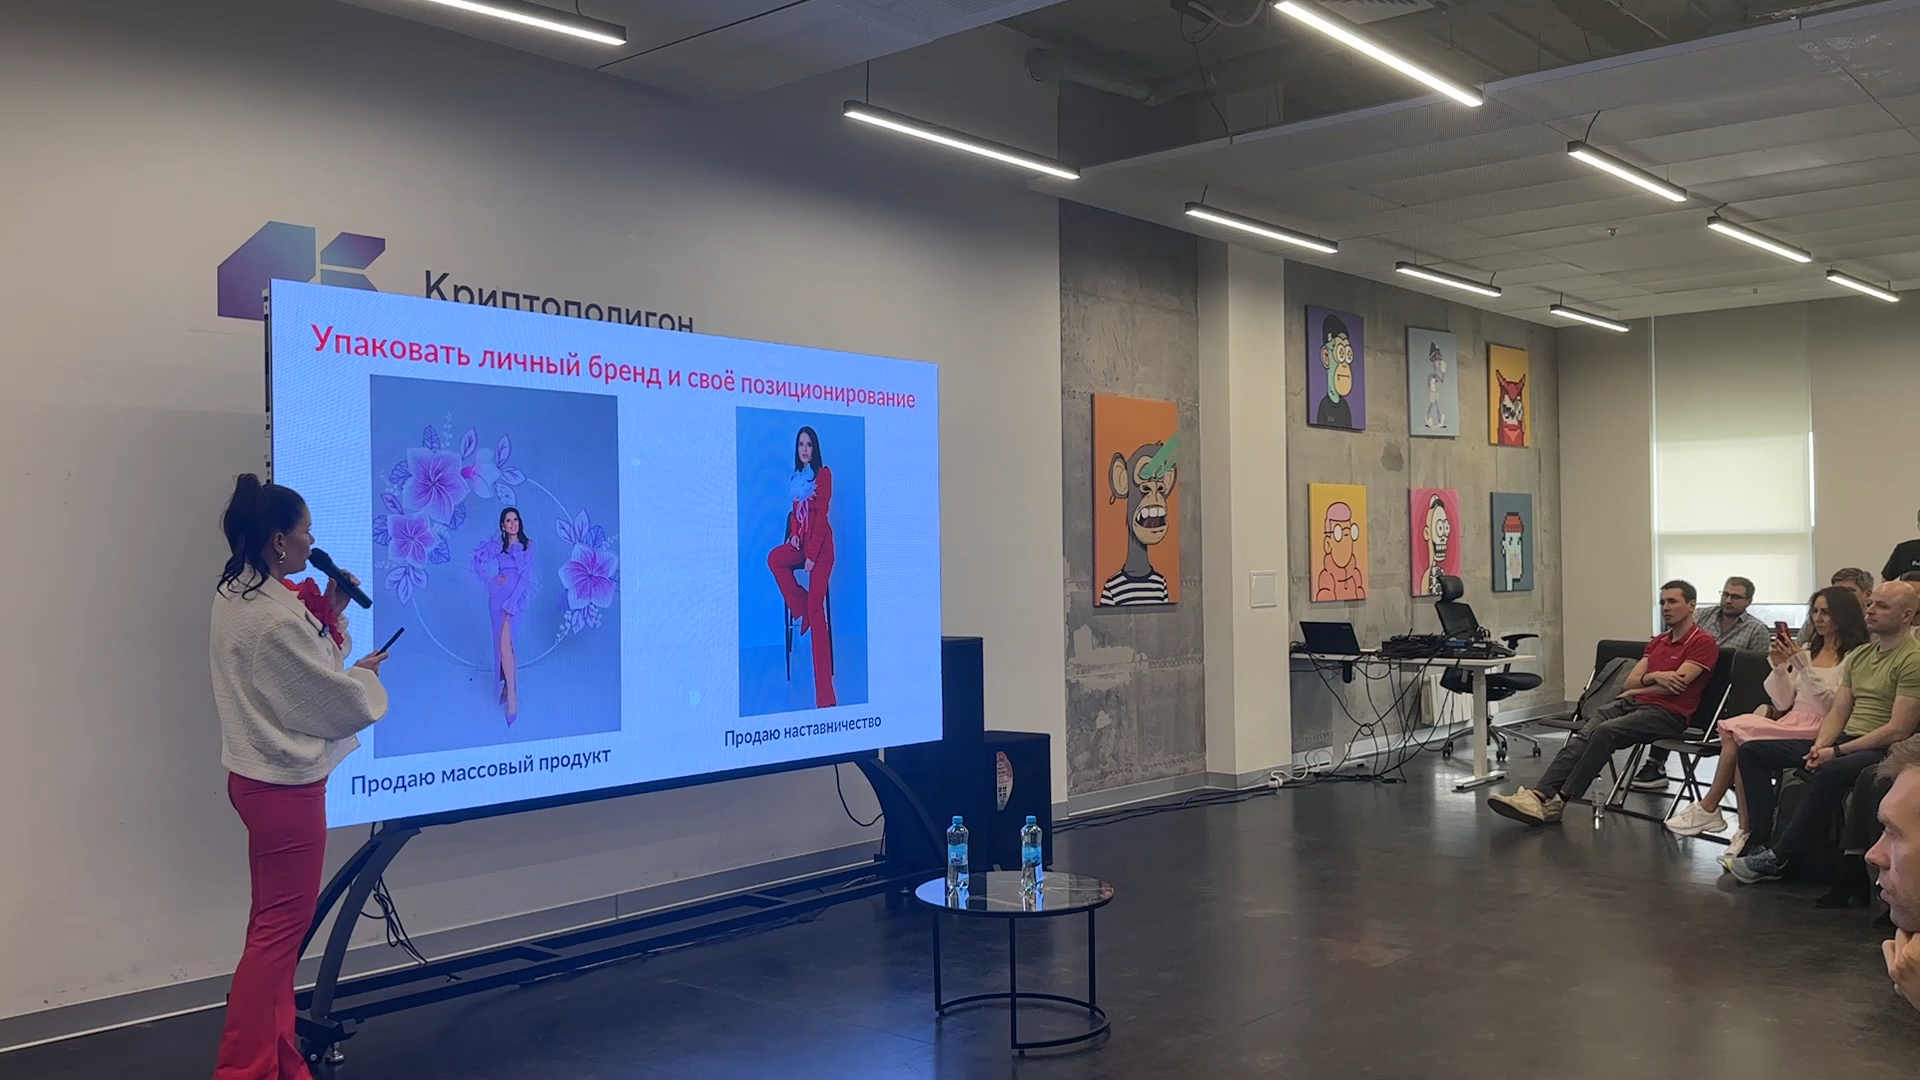 Криптополигон
Упаковать личный бренд и своё позиционирование
Продаю массовый продукт
Продаю наставничество